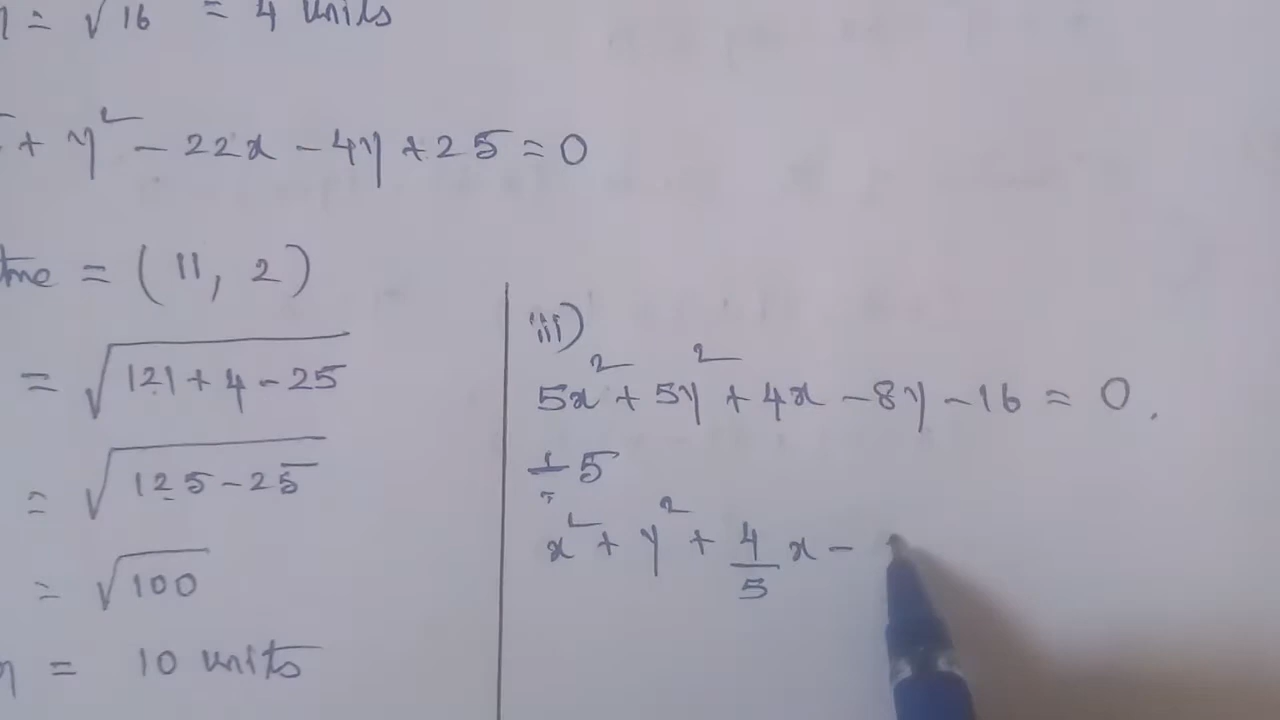 = √16 = 4 units
+ y² - 22x - 4y + 25 = 0
= (11, 2)
= √121 + 4 - 25
= √125 - 25
= √100
= 10 units
iii)
5x² + 5y² + 4x - 8y - 16 = 0.
÷ 5
x² + y² + 4/5 x -